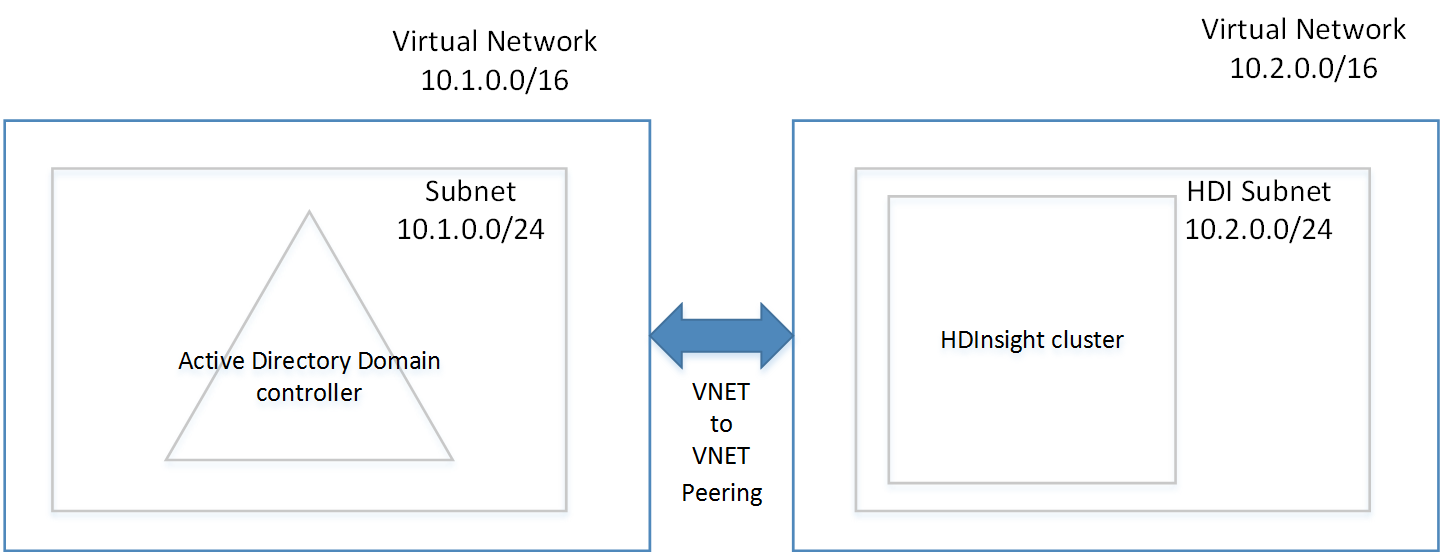 Virtual Network
10.1.0.0/16
Subnet
10.1.0.0/24
Active Directory Domain
controller
VNET
to
VNET
Peering
Virtual Network
10.2.0.0/16
HDI Subnet
10.2.0.0/24
HDInsight cluster